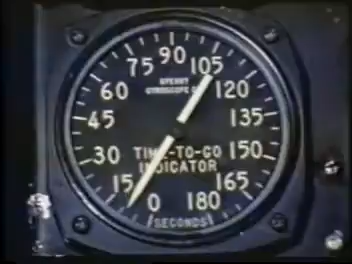 90
75 105
SPERRY
GYROSCOPE CO
60 120
45 135
TIME-TO-GO
30 150
INDICATOR
15 165
0 180
SECONDS